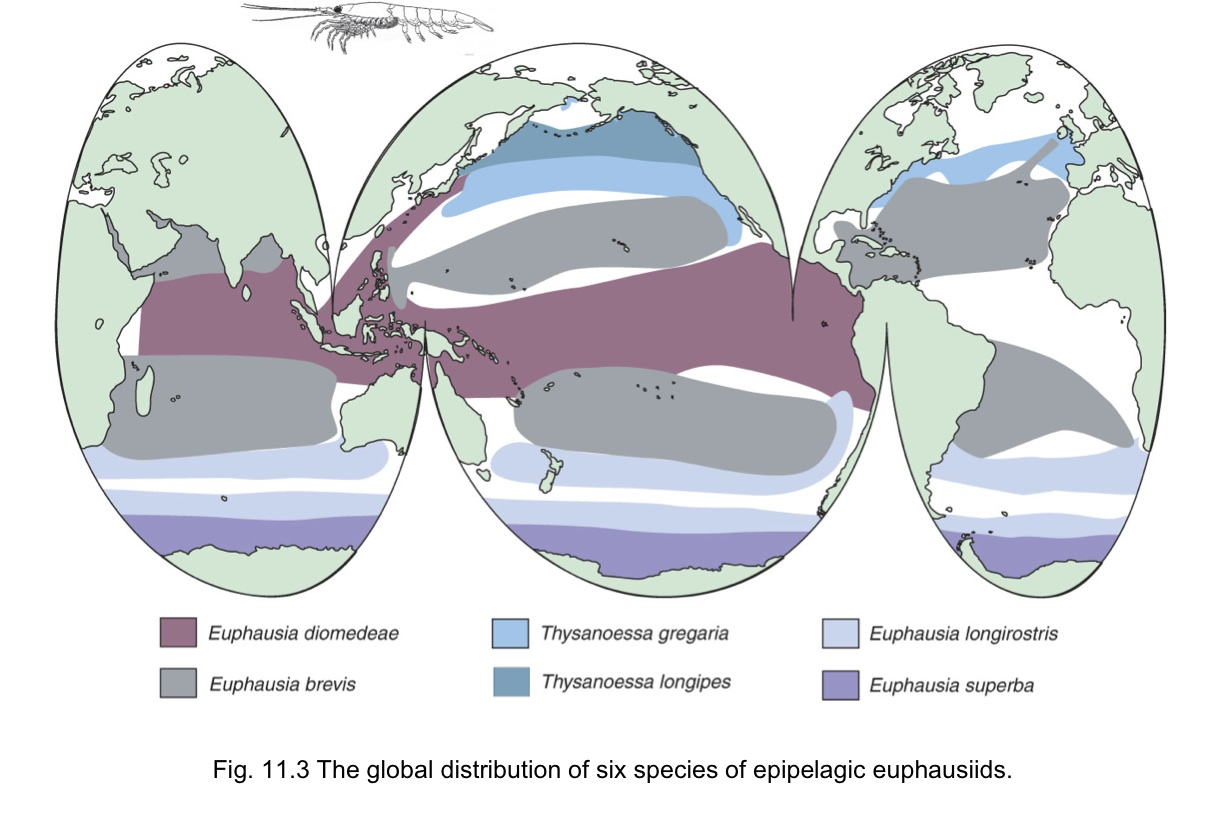 Euphausia diomedeae Thysanoessa gregaria Euphausia longirostris
Euphausia brevis Thysanoessa longipes Euphausia superba
Fig. 11.3 The global distribution of six species of epipelagic euphausiids.